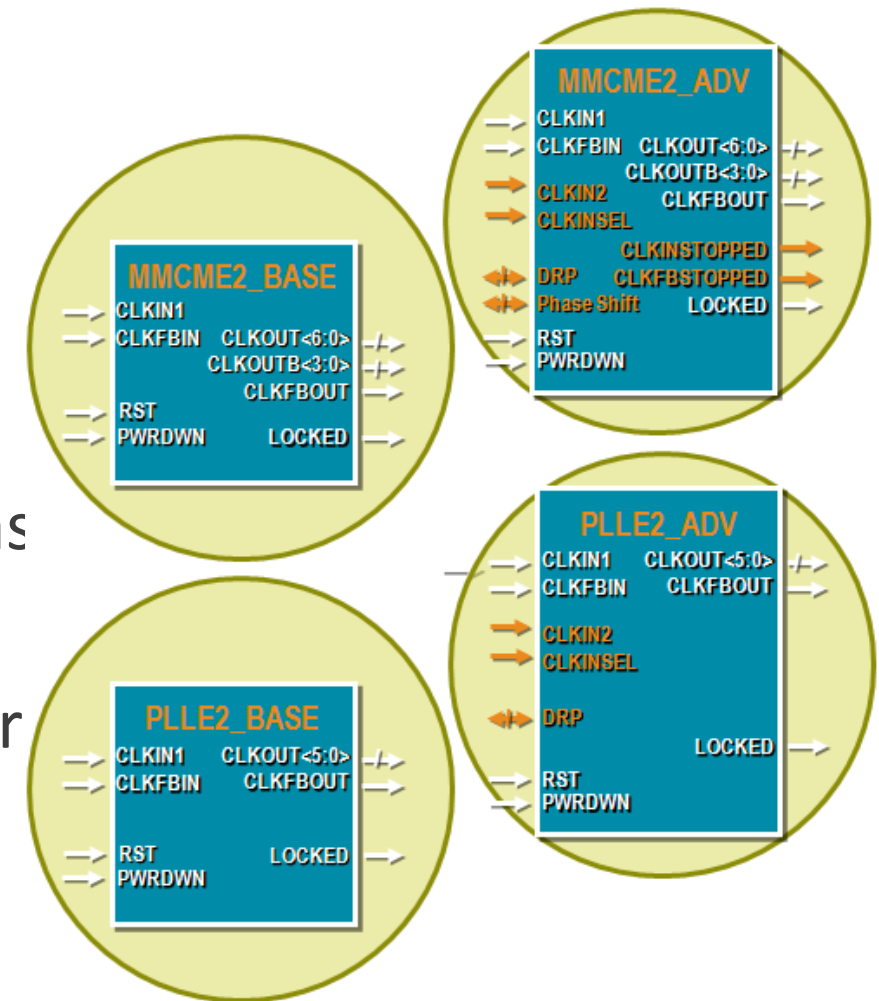 MMCME2_ADV
CLKIN1
CLKFBIN CLKOUT<6:0>
CLKOUTB<3:0>
CLKIN2 CLKFBOUT
CLKINSEL
CLKINSTOPPED
DRP CLKFBSTOPPED
Phase Shift LOCKED
RST
PWRDWN
MMCME2_BASE
CLKIN1
CLKFBIN CLKOUT<6:0>
CLKOUTB<3:0>
CLKFBOUT
RST
PWRDWN LOCKED
PLLE2_ADV
CLKIN1 CLKOUT<5:0>
CLKFBIN CLKFBOUT
CLKIN2
CLKINSEL
DRP
LOCKED
RST
PWRDWN
PLLE2_BASE
CLKIN1 CLKOUT<5:0>
CLKFBIN CLKFBOUT
RST LOCKED
PWRDWN